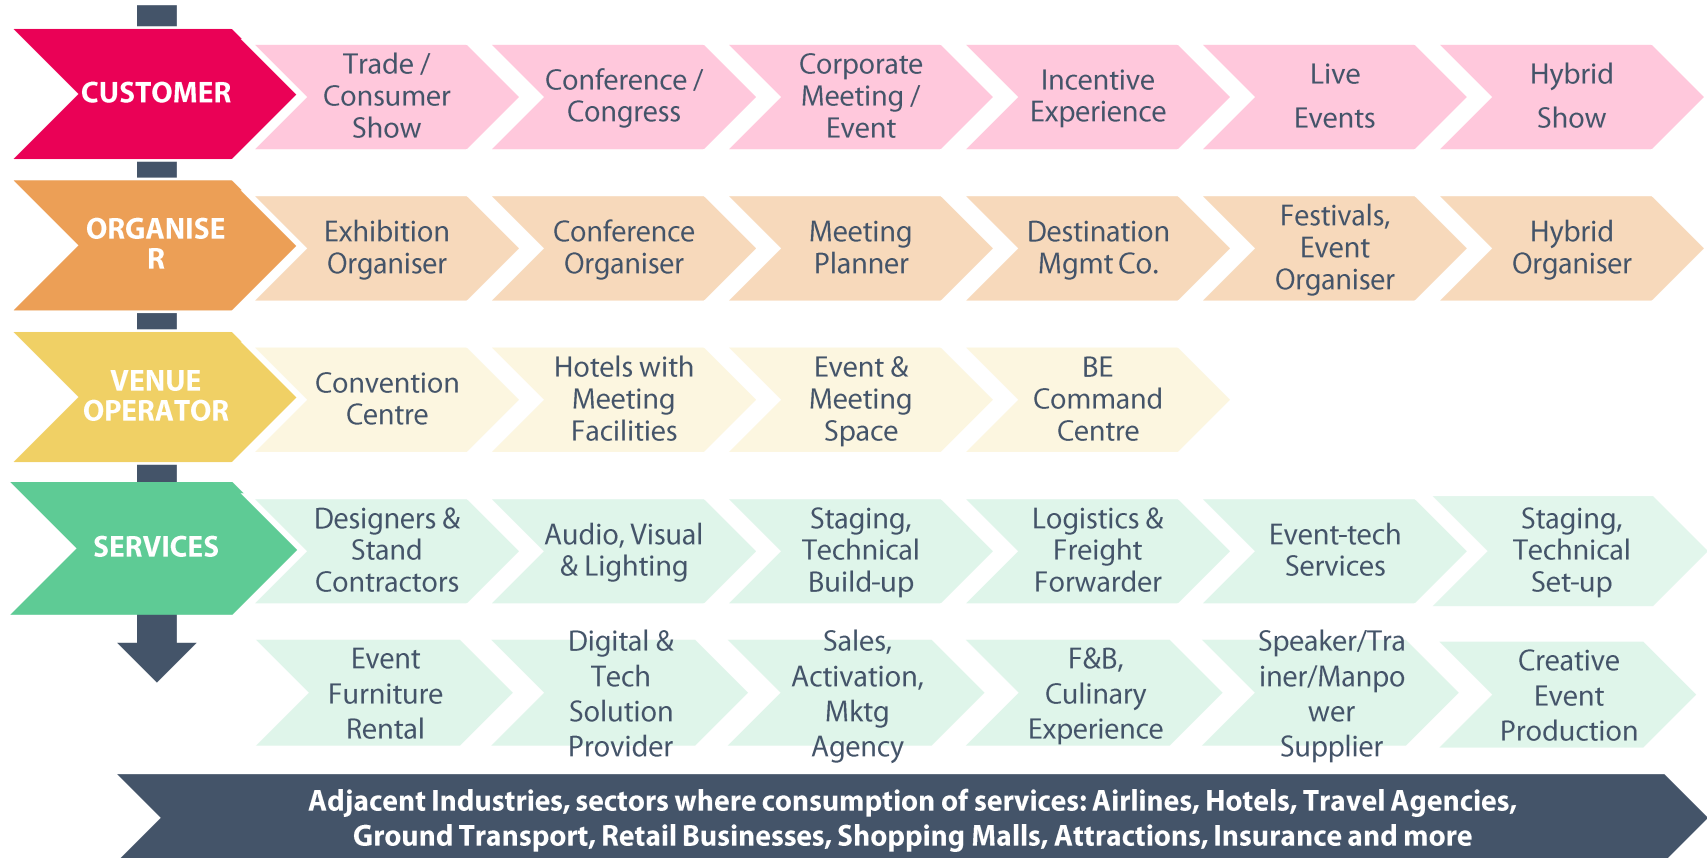 CUSTOMER
Trade /
Consumer
Show
Conference /
Congress
Corporate
Meeting /
Event
Incentive
Experience
Live
Events
Hybrid
Show
ORGANISE
R
Exhibition
Organiser
Conference
Organiser
Meeting
Planner
Destination
Mgmt Co.
Festivals,
Event
Organiser
Hybrid
Organiser
VENUE
OPERATOR
Convention
Centre
Hotels with
Meeting
Facilities
Event &
Meeting
Space
BE
Command
Centre
SERVICES
Designers &
Stand
Contractors
Audio, Visual
& Lighting
Staging,
Technical
Build-up
Logistics &
Freight
Forwarder
Event-tech
Services
Staging,
Technical
Set-up
Event
Furniture
Rental
Digital &
Tech
Solution
Provider
Sales,
Activation,
Mktg
Agency
F&B,
Culinary
Experience
Speaker/Tra
iner/Manpo
wer
Supplier
Creative
Event
Production
Adjacent Industries, sectors where consumption of services: Airlines, Hotels, Travel Agencies,
Ground Transport, Retail Businesses, Shopping Malls, Attractions, Insurance and more